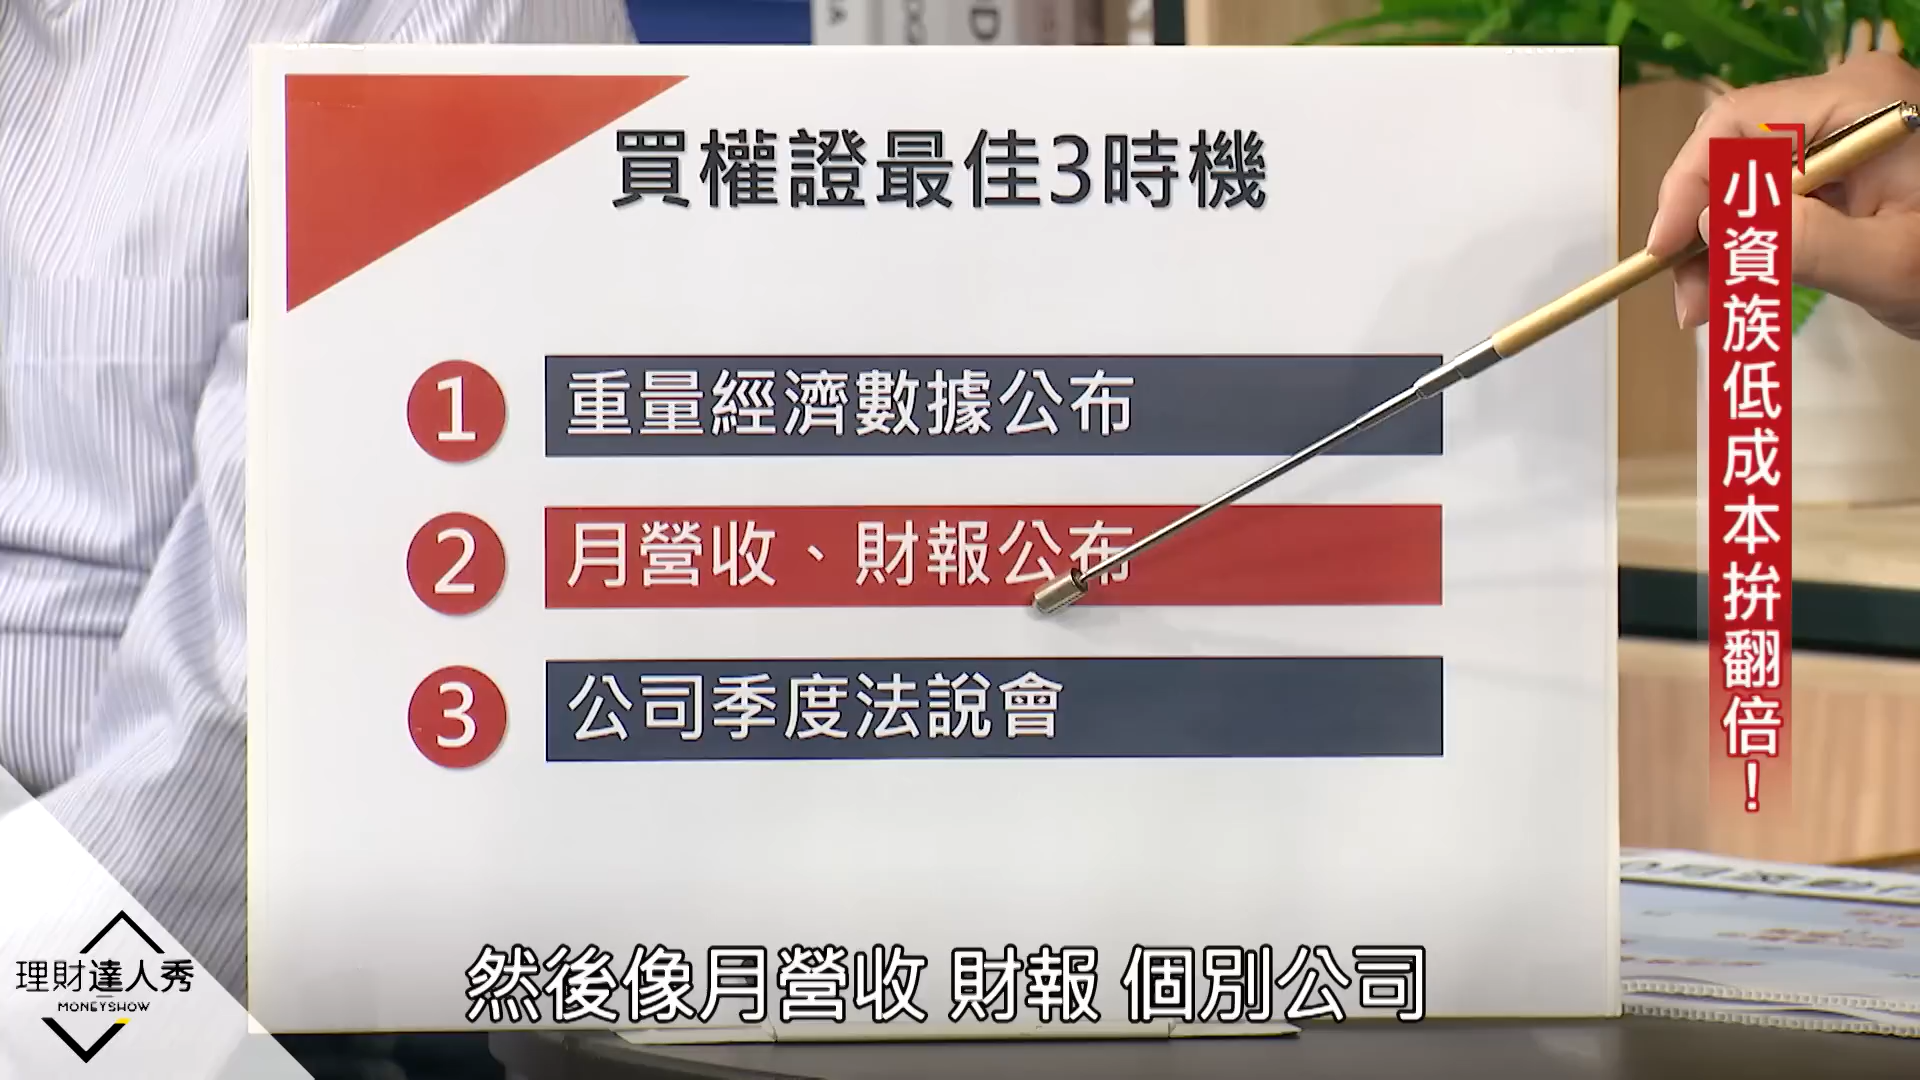 買權證最佳3時機
1 重量經濟數據公布
2 月營收、財報公布
3 公司季度法說會
小資族低成本拚翻倍！
然後像月營收 財報 個別公司
理財達人秀
MONEYSHOW